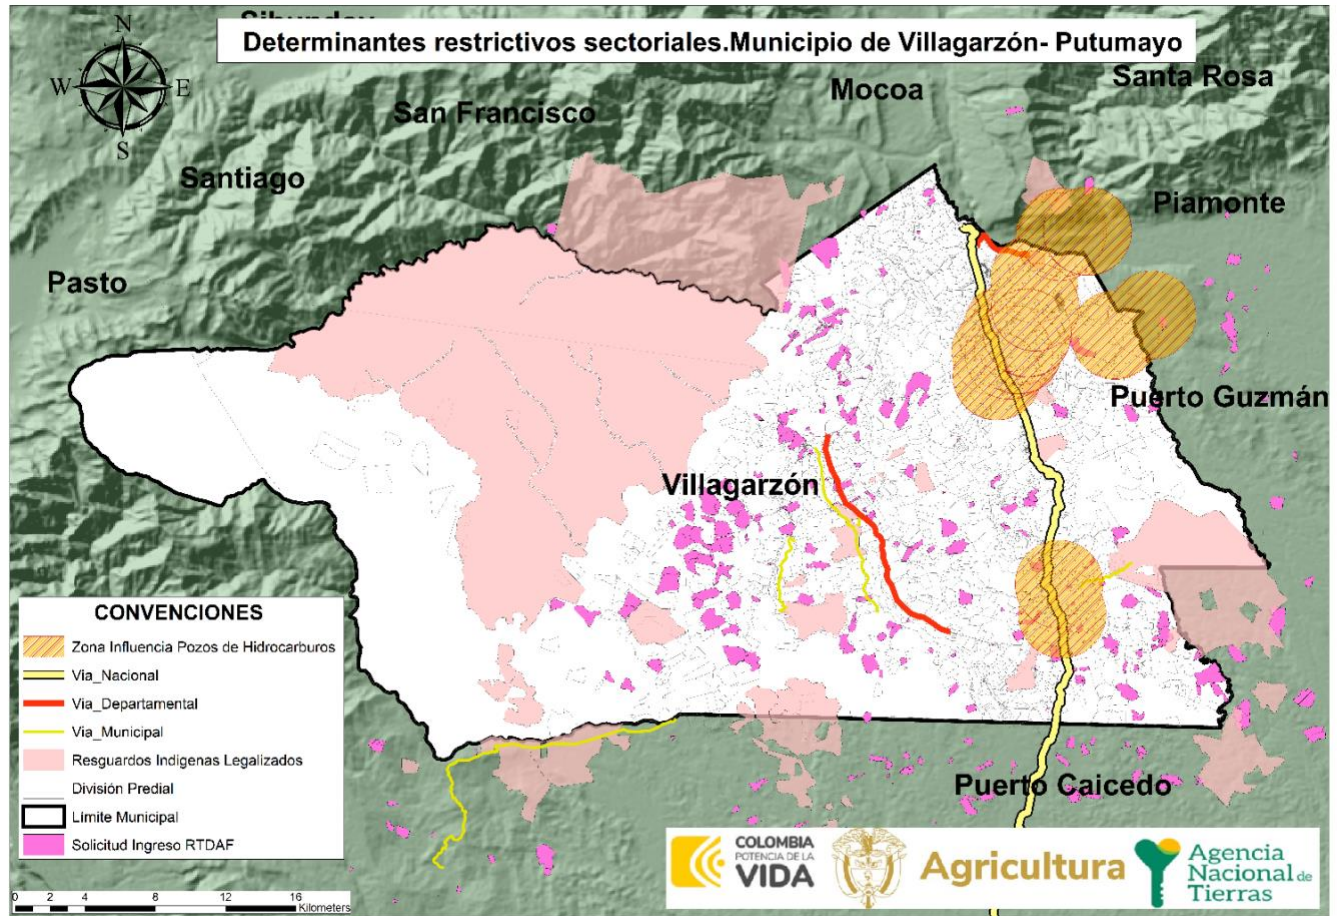 Sibundoy
Determinantes restrictivos sectoriales.Municipio de Villagarzón- Putumayo
N
W
E
S
Mocoa
Santa Rosa
San Francisco
Santiago
Piamonte
Pasto
Puerto Guzmán
Villagarzón
Puerto Caicedo
CONVENCIONES
Zona Influencia Pozos de Hidrocarburos
Via_Nacional
Via_Departamental
Via_Municipal
Resguardos Indigenas Legalizados
División Predial
Límite Municipal
Solicitud Ingreso RTDAF
0 2 4 8 12 16
Kilometers
COLOMBIA
POTENCIA DE LA
VIDA
Agricultura
Agencia
Nacional de
Tierras